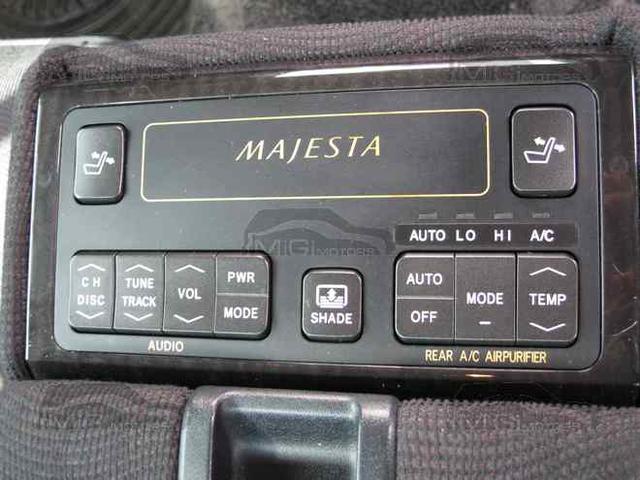 MAJESTA
AUTO LO HI A/C
CH DISC
TUNE TRACK
VOL
PWR
MODE
SHADE
AUTO
OFF
MODE
–
TEMP
AUDIO
REAR A/C AIRPURIFIER
MIGI MOTORS